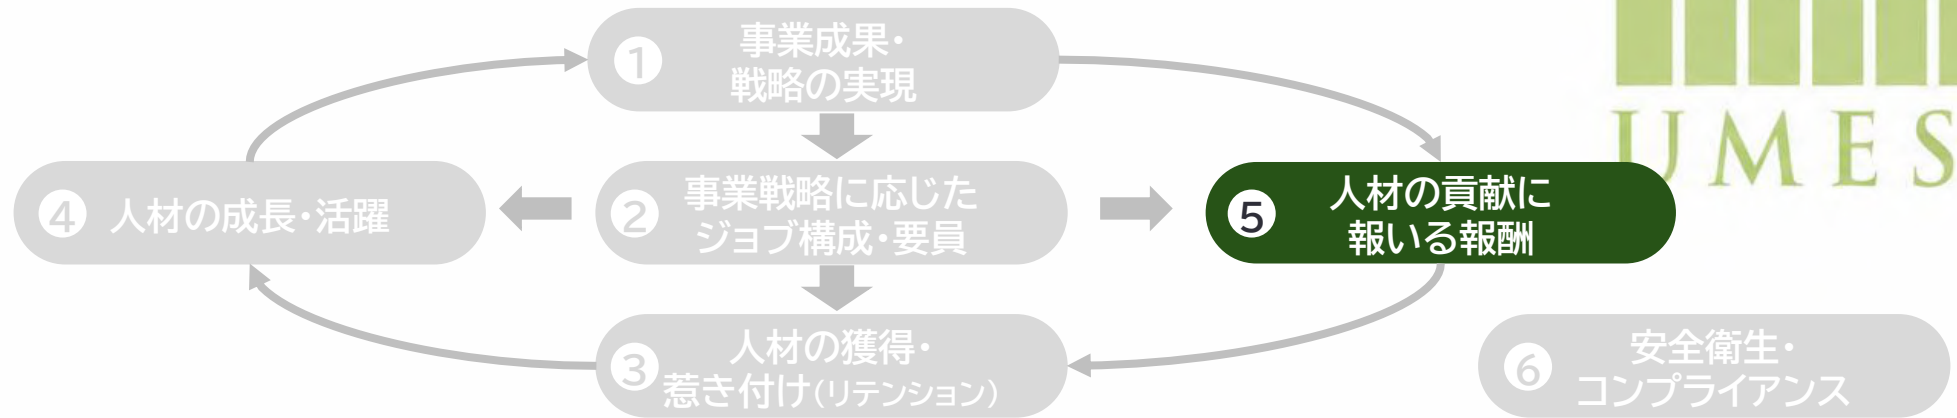 ①
事業成果・
戦略の実現
UMES
④
人材の成長・活躍
②
事業戦略に応じた
ジョブ構成・要員
⑤
人材の貢献に
報いる報酬
③
人材の獲得・
惹き付け(リテンション)
⑥
安全衛生・
コンプライアンス